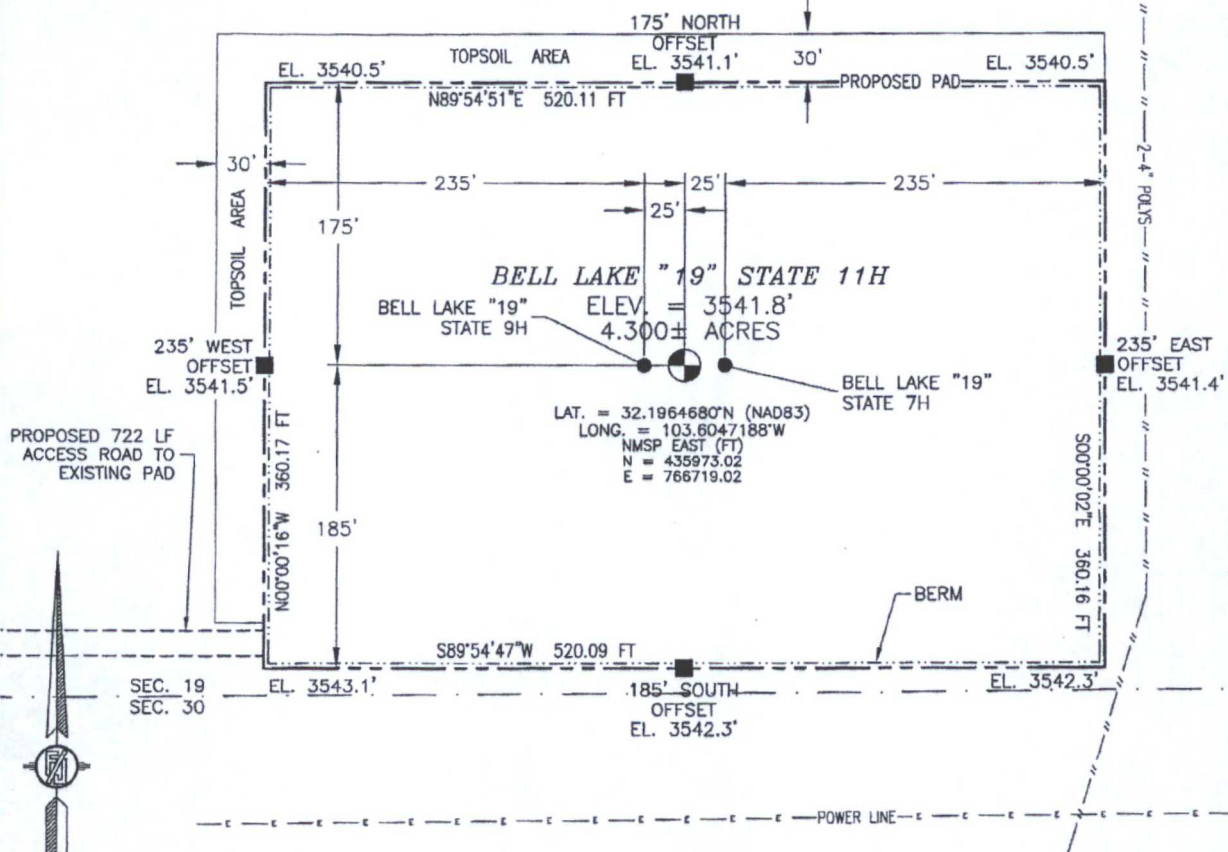 175' NORTH
OFFSET
EL. 3541.1'
TOPSOIL AREA
30'
EL. 3540.5'
EL. 3540.5'
PROPOSED PAD
N89°54'51"E 520.11 FT
2-4" POLYS
30'
235'
25'
235'
25'
TOPSOIL AREA
175'
BELL LAKE "19" STATE 11H
ELEV. = 3541.8'
4.300± ACRES
BELL LAKE "19"
STATE 9H
235' WEST
OFFSET
EL. 3541.5'
235' EAST
OFFSET
EL. 3541.4'
BELL LAKE "19"
STATE 7H
LAT. = 32.1964680°N (NAD83)
LONG. = 103.6047188°W
NMSP EAST (FT)
N = 435973.02
E = 766719.02
PROPOSED 722 LF
ACCESS ROAD TO
EXISTING PAD
N00°00'16"W 360.17 FT
185'
S00°00'02"E 360.16 FT
BERM
S89°54'47"W 520.09 FT
SEC. 19
SEC. 30
EL. 3543.1'
185' SOUTH
OFFSET
EL. 3542.3'
EL. 3542.3'
POWER LINE